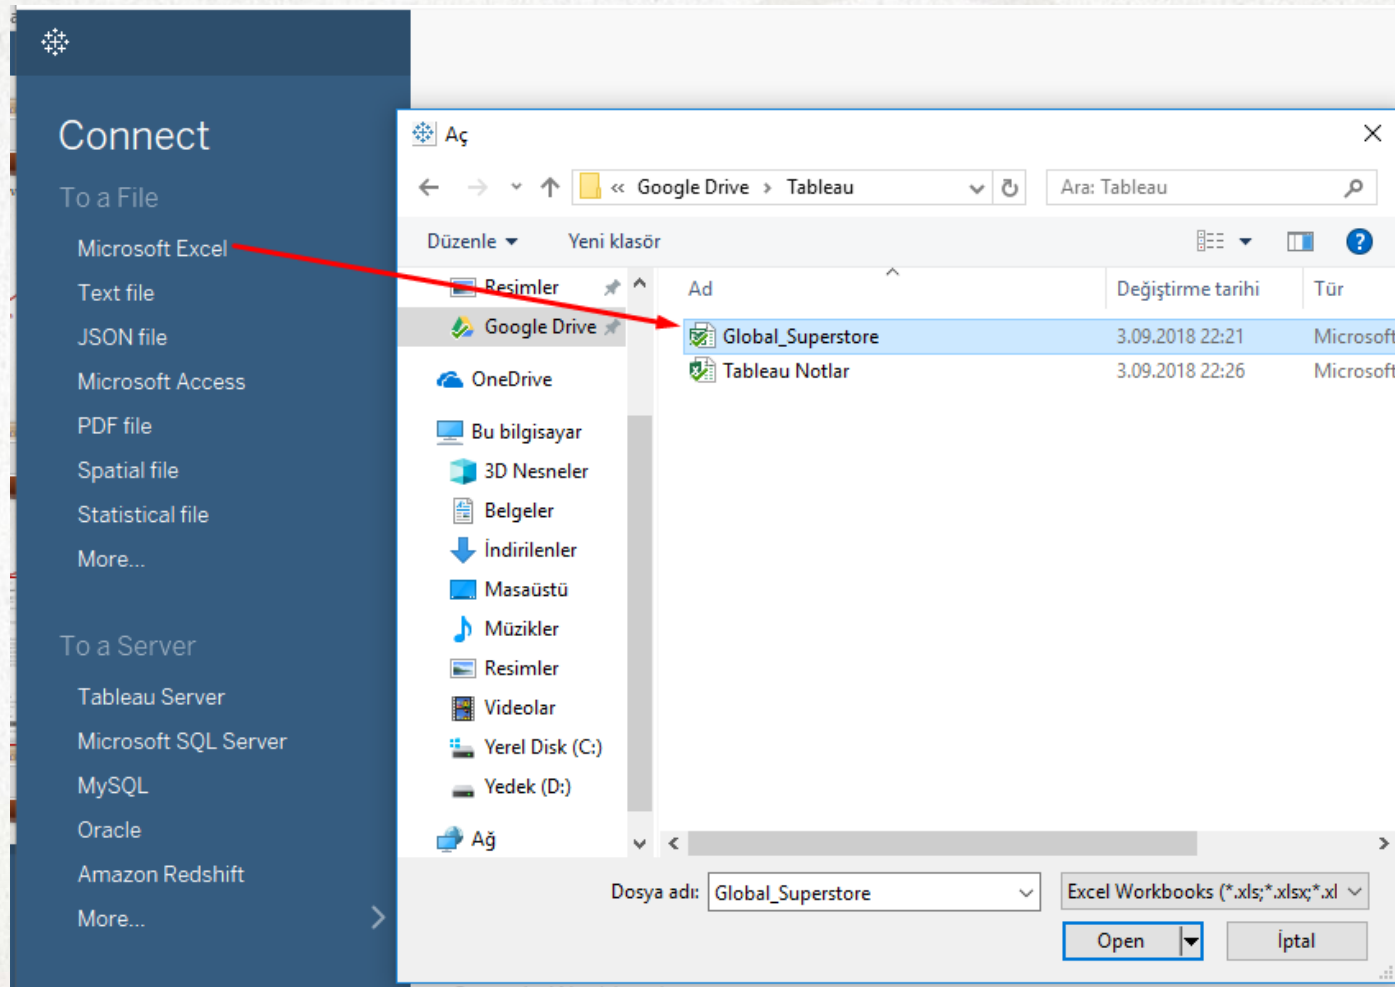 Connect
To a File
Microsoft Excel
Text file
JSON file
Microsoft Access
PDF file
Spatial file
Statistical file
More...
To a Server
Tableau Server
Microsoft SQL Server
MySQL
Oracle
Amazon Redshift
More...
Aç
« Google Drive > Tableau
Ara: Tableau
Düzenle
Yeni klasör
Resimler
Google Drive
OneDrive
Bu bilgisayar
3D Nesneler
Belgeler
İndirilenler
Masaüstü
Müzikler
Resimler
Videolar
Yerel Disk (C:)
Yedek (D:)
Ağ
Ad Değiştirme tarihi Tür
Global_Superstore 3.09.2018 22:21 Microsoft
Tableau Notlar 3.09.2018 22:26 Microsoft
Dosya adı: Global_Superstore Excel Workbooks (*.xls;*.xlsx;*.xl
Open İptal